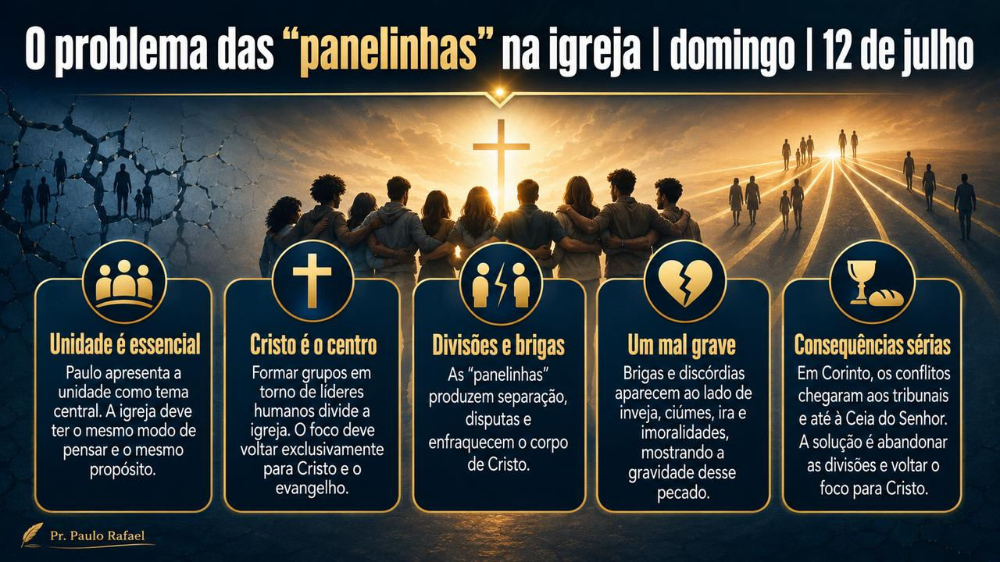 O problema das “panelinhas” na igreja | domingo | 12 de julho
Unidade é essencial
Paulo apresenta a
unidade como tema
central. A igreja deve
ter o mesmo modo de
pensar e o mesmo
propósito.
Cristo é o centro
Formar grupos em
torno de líderes
humanos divide a
igreja. O foco deve
voltar exclusivamente
para Cristo e o
evangelho.
Divisões e brigas
As “panelinhas”
produzem separação,
disputas e
enfraquecem o corpo
de Cristo.
Um mal grave
Brigas e discórdias
aparecem ao lado de
inveja, ciúmes, ira e
imoralidades,
mostrando a
gravidade desse
pecado.
Consequências sérias
Em Corinto, os conflitos
chegaram aos tribunais
e até à Ceia do Senhor.
A solução é abandonar
as divisões e voltar o
foco para Cristo.
Pr. Paulo Rafael